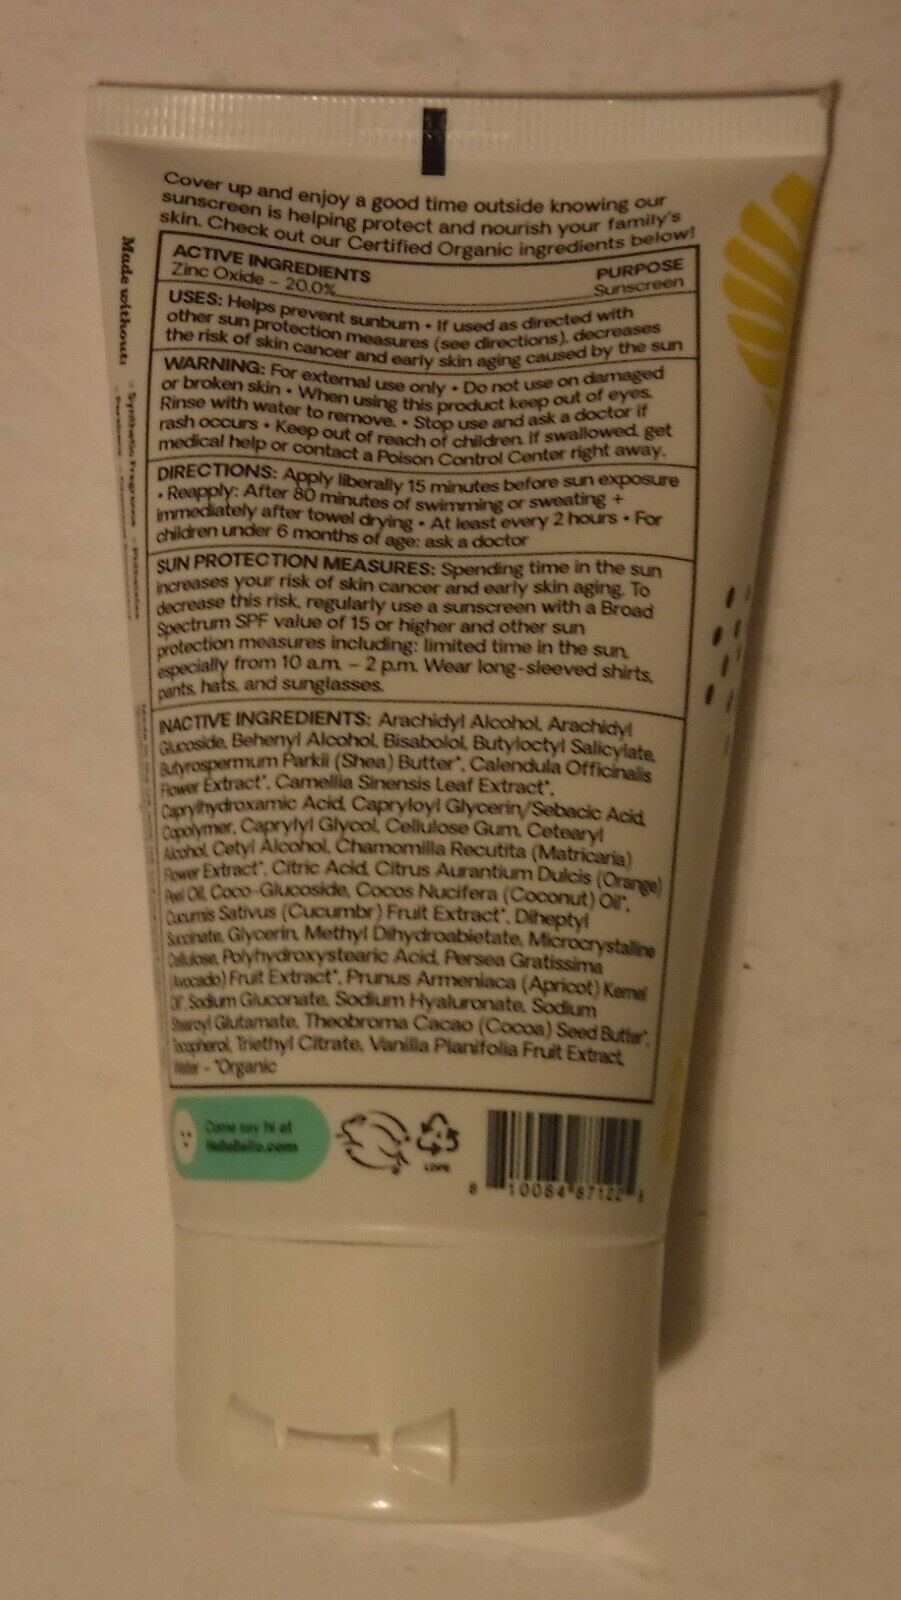 Cover up and enjoy a good time outside knowing our
sunscreen is helping protect and nourish your family's
skin. Check out our Certified Organic ingredients below!
ACTIVE INGREDIENTS PURPOSE
Zinc Oxide – 20.0% Sunscreen
USES: Helps prevent sunburn • If used as directed with
other sun protection measures (see directions), decreases
the risk of skin cancer and early skin aging caused by the sun
WARNING: For external use only • Do not use on damaged
or broken skin • When using this product keep out of eyes.
Rinse with water to remove. • Stop use and ask a doctor if
rash occurs • Keep out of reach of children. If swallowed, get
medical help or contact a Poison Control Center right away.
DIRECTIONS: Apply liberally 15 minutes before sun exposure
• Reapply: After 80 minutes of swimming or sweating +
immediately after towel drying • At least every 2 hours • For
children under 6 months of age: ask a doctor
SUN PROTECTION MEASURES: Spending time in the sun
increases your risk of skin cancer and early skin aging. To
decrease this risk, regularly use a sunscreen with a Broad
Spectrum SPF value of 15 or higher and other sun
protection measures including: limited time in the sun,
especially from 10 a.m. – 2 p.m. Wear long-sleeved shirts,
pants, hats, and sunglasses.
INACTIVE INGREDIENTS: Arachidyl Alcohol, Arachidyl
Glucoside, Behenyl Alcohol, Bisabolol, Butyloctyl Salicylate,
Butyrospermum Parkii (Shea) Butter*, Calendula Officinalis
Flower Extract*, Camellia Sinensis Leaf Extract*,
Caprylhydroxamic Acid, Capryloyl Glycerin/Sebacic Acid,
Copolymer, Caprylyl Glycol, Cellulose Gum, Cetearyl
Alcohol, Cetyl Alcohol, Chamomilla Recutita (Matricaria)
Flower Extract*, Citric Acid, Citrus Aurantium Dulcis (Orange)
Peel Oil, Coco-Glucoside, Cocos Nucifera (Coconut) Oil*,
Cucumis Sativus (Cucumbr) Fruit Extract*, Diheptyl
Succinate, Glycerin, Methyl Dihydroabietate, Microcrystalline
Cellulose, Polyhydroxystearic Acid, Persea Gratissima
(Avocado) Fruit Extract*, Prunus Armeniaca (Apricot) Kernel
Oil*, Sodium Gluconate, Sodium Hyaluronate, Sodium
Stearoyl Glutamate, Theobroma Cacao (Cocoa) Seed Butter*,
Tocopherol, Triethyl Citrate, Vanilla Planifolia Fruit Extract,
Water – *Organic
Made without:
Synthetic Fragrance
Come say hi at
HelloBello.com
LDPE
8 10084 87122